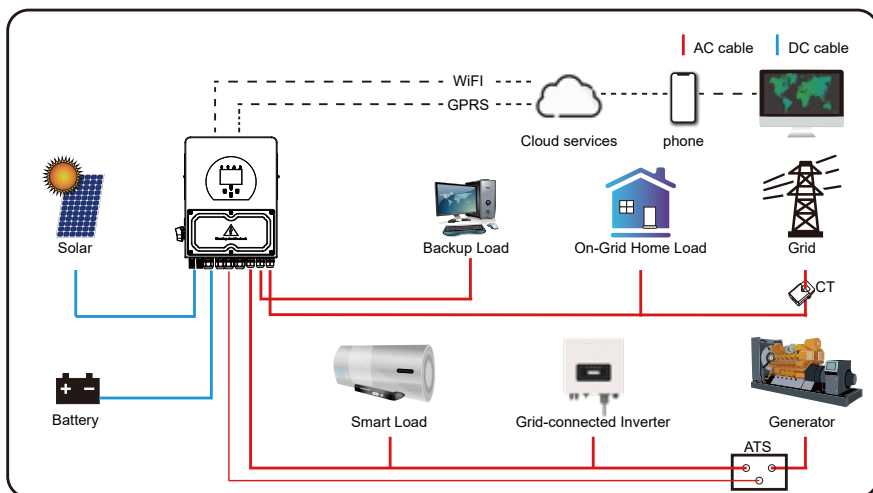 AC cable
DC cable
WiFI
GPRS
Cloud services
phone
Solar
Backup Load
On-Grid Home Load
Grid
CT
Battery
Smart Load
Grid-connected Inverter
Generator
ATS